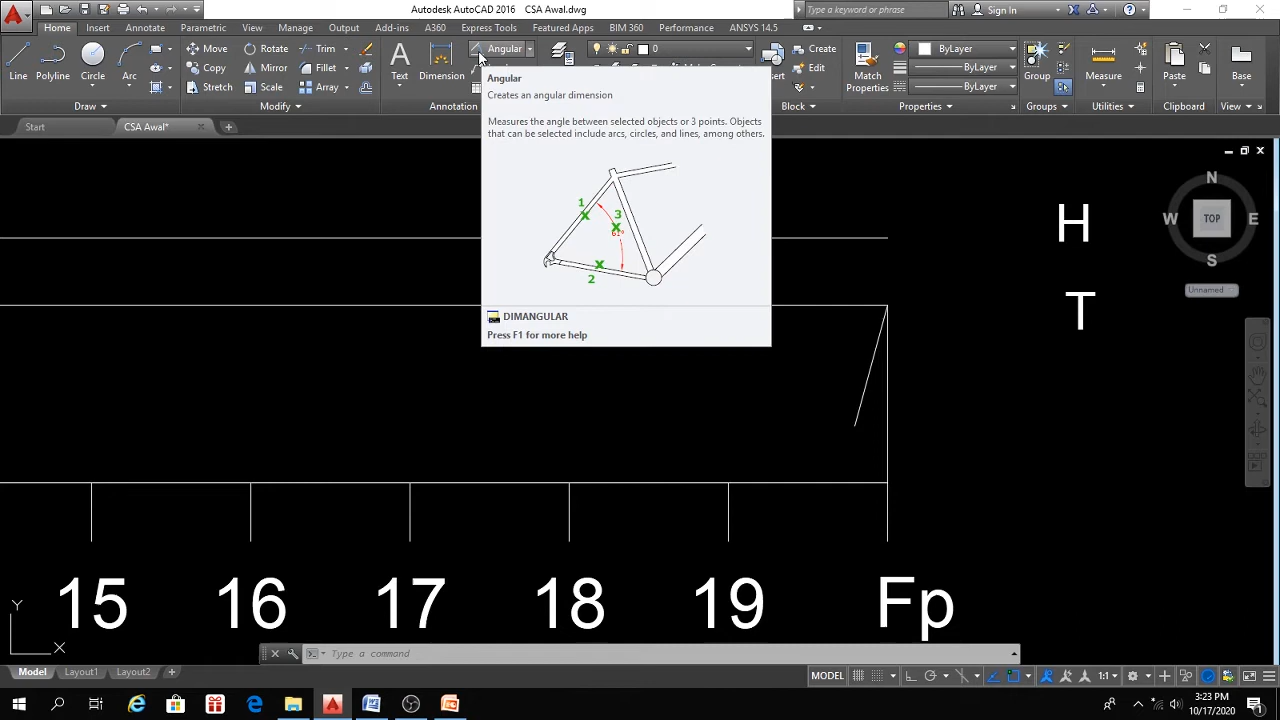 Autodesk AutoCAD 2016 CSA Awal.dwg
Type a keyword or phrase
Sign In
Home Insert Annotate Parametric View Manage Output Add-ins A360 Express Tools Featured Apps BIM 360 Performance ANSYS 14.5
Line Polyline Circle Arc
Move Rotate Trim
Copy Mirror Fillet
Stretch Scale Array
Text Dimension
Angular
0
Create
Edit
Match Properties
ByLayer
ByLayer
ByLayer
Group Measure Paste Base
Draw Modify Annotation Block Properties Groups Utilities Clipboard View
Start CSA Awal*
Angular
Creates an angular dimension
Measures the angle between selected objects or 3 points. Objects
that can be selected include arcs, circles, and lines, among others.
1
3
61°
2
DIMANGULAR
Press F1 for more help
N
W TOP E
S
Unnamed
H
T
15 16 17 18 19 Fp
Y
X
Type a command
Model Layout1 Layout2
MODEL
1:1
3:23 PM
10/17/2020
1